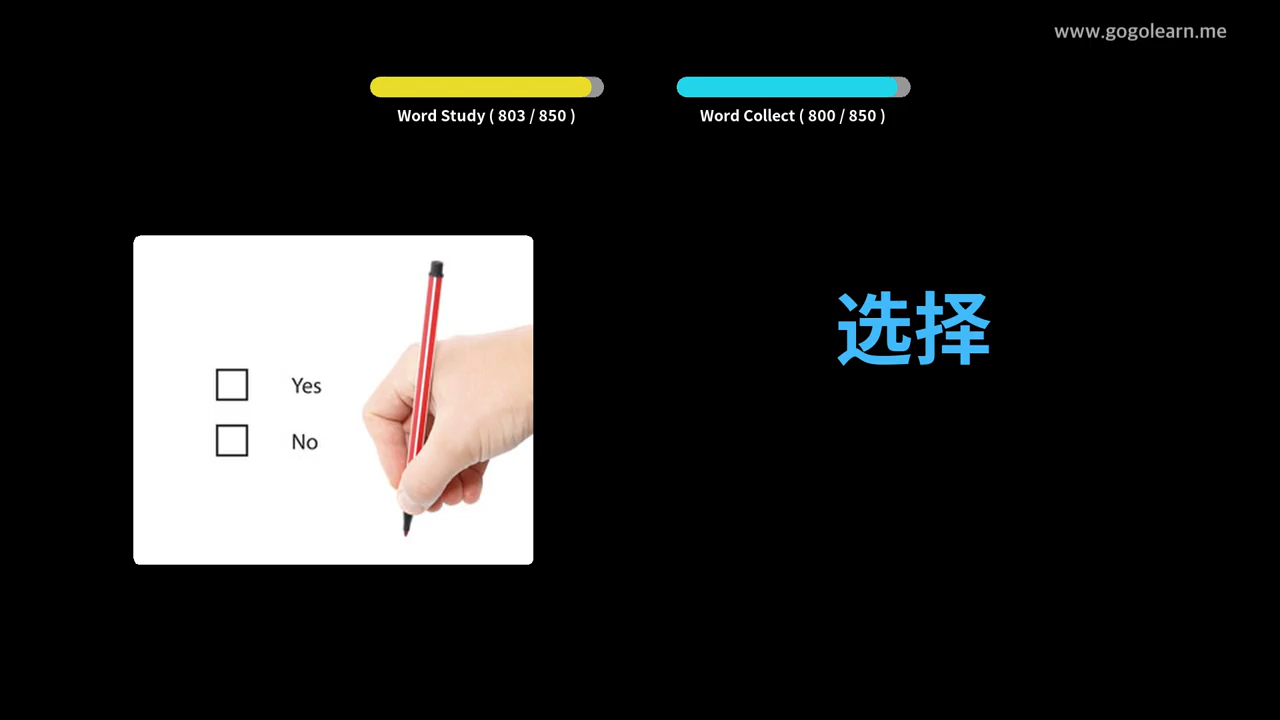 www.gogolearn.me
Word Study ( 803 / 850 )
Word Collect ( 800 / 850 )
选择
Yes
No